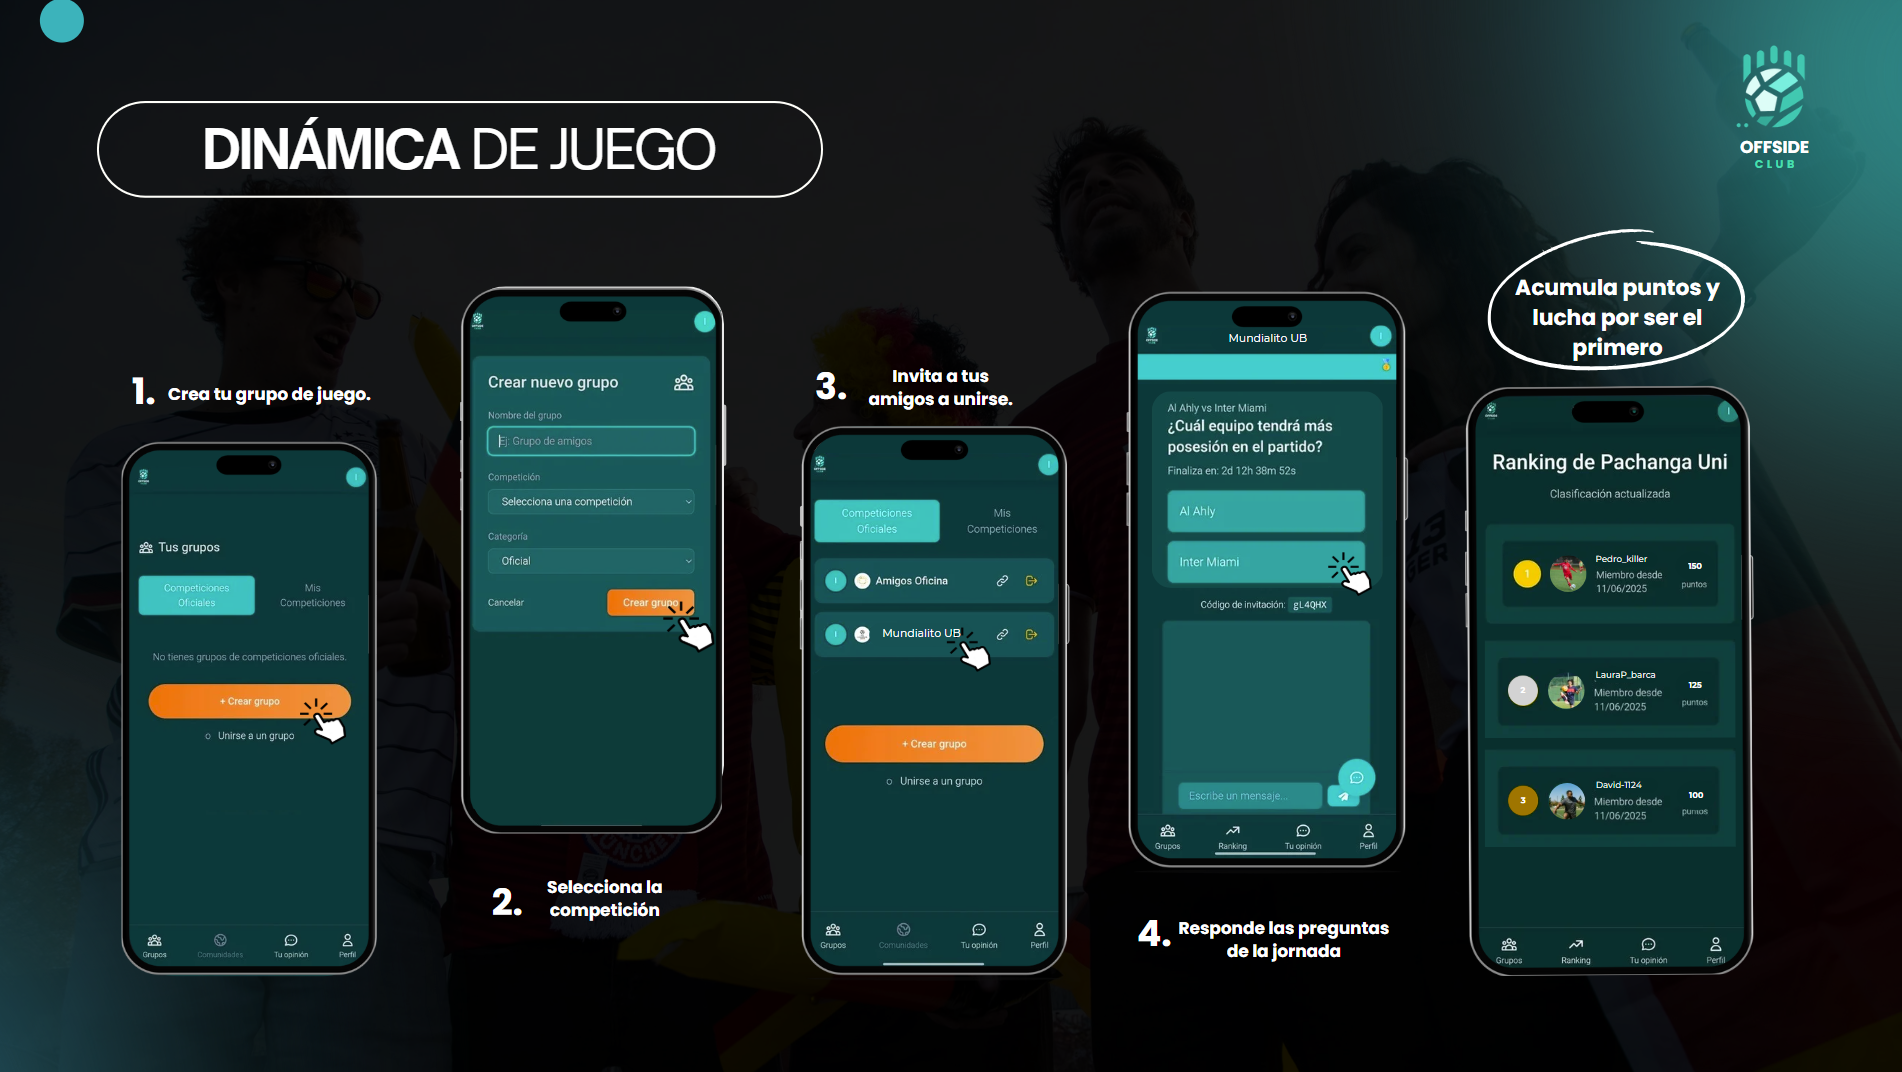 DINÁMICA DE JUEGO
OFFSIDE
CLUB
1. Crea tu grupo de juego.
Tus grupos
Competiciones
Oficiales
Mis
Competiciones
No tienes grupos de competiciones oficiales.
+ Crear grupo
o Unirse a un grupo
Grupos
Comunidades
Tu opinión
Perfil
Crear nuevo grupo
Nombre del grupo
Ej: Grupo de amigos
Competición
Selecciona una competición
Categoría
Oficial
Cancelar
Crear grupo
2. Selecciona la
competición
3. Invita a tus
amigos a unirse.
Competiciones
Oficiales
Mis
Competiciones
Amigos Oficina
Mundialito UB
+ Crear grupo
o Unirse a un grupo
Grupos
Comunidades
Tu opinión
Perfil
Mundialito UB
Al Ahly vs Inter Miami
¿Cuál equipo tendrá más
posesión en el partido?
Finaliza en: 2d 12h 38m 52s
Al Ahly
Inter Miami
Código de invitación: gL4QHX
Escribe un mensaje...
Grupos
Ranking
Tu opinión
Perfil
4. Responde las preguntas
de la jornada
Acumula puntos y
lucha por ser el
primero
Ranking de Pachanga Uni
Clasificación actualizada
1
Pedro_killer
Miembro desde
11/06/2025
150
puntos
2
LauraP_barca
Miembro desde
11/06/2025
125
puntos
3
David-1124
Miembro desde
11/06/2025
100
puntos
Grupos
Ranking
Tu opinión
Perfil